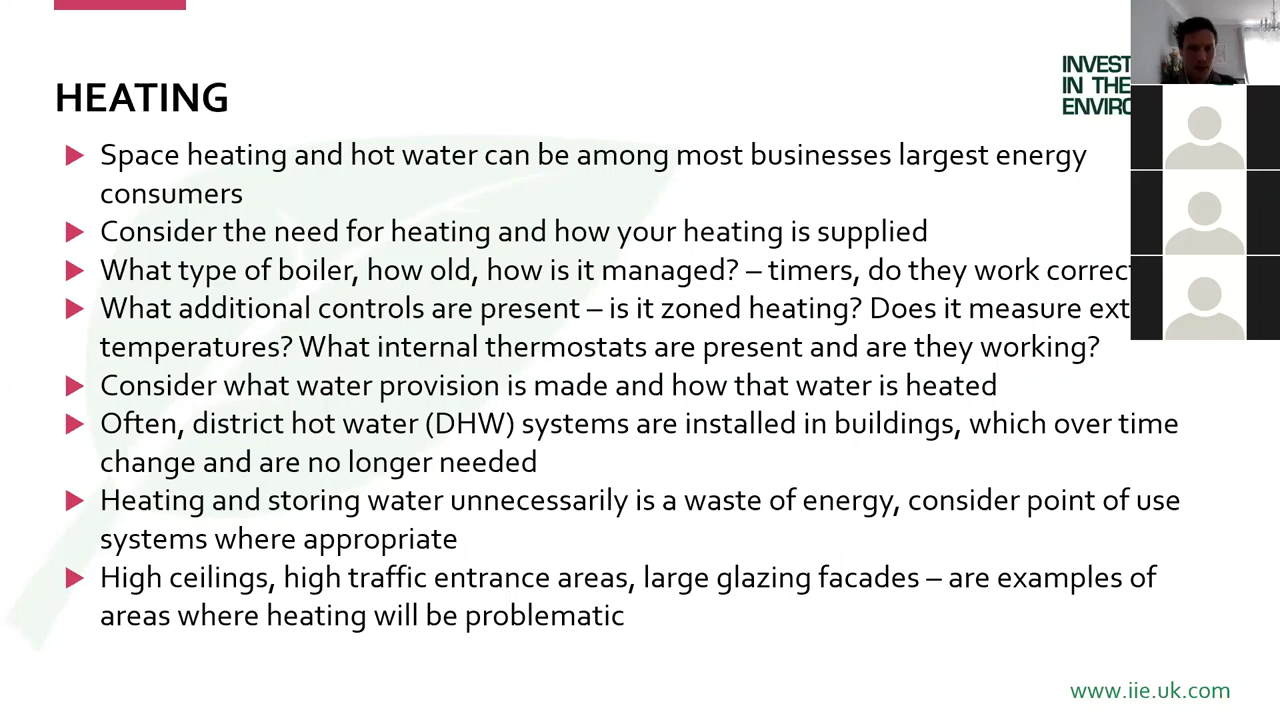 INVEST
IN THE
HEATING
Space heating and hot water can be among most businesses largest energy
consumers
Consider the need for heating and how your heating is supplied
What type of boiler, how old, how is it managed? – timers, do they work
What additional controls are present – is it zoned heating? Does it measure
temperatures? What internal thermostats are present and are they working?
Consider what water provision is made and how that water is heated
Often, district hot water (DHW) systems are installed in buildings, which over time
change and are no longer needed
Heating and storing water unnecessarily is a waste of energy, consider point of use
systems where appropriate
High ceilings, high traffic entrance areas, large glazing facades – are examples of
areas where heating will be problematic
www.iie.uk.com